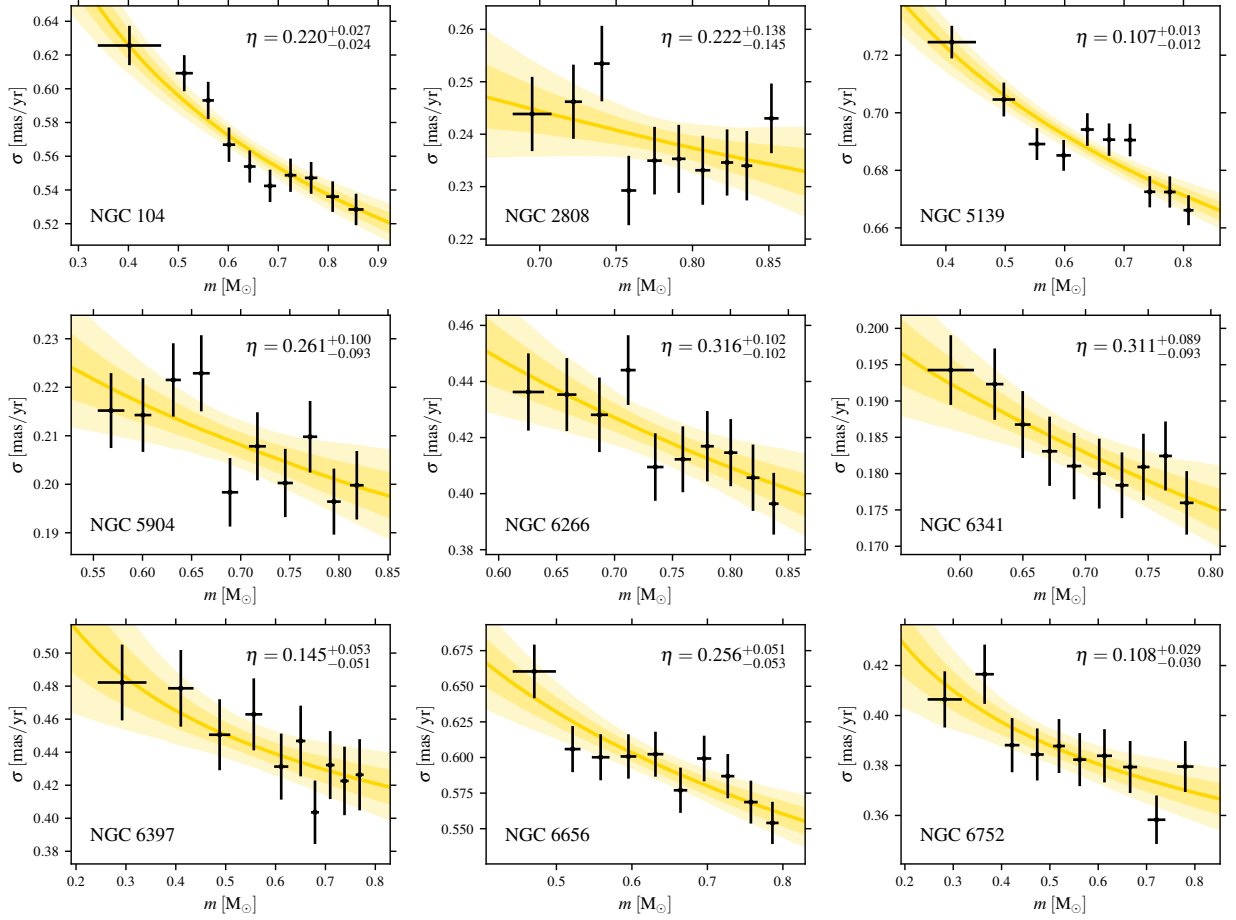 η = 0.220 +0.027 −0.024
NGC 104
σ [mas/yr]
0.64
0.62
0.60
0.58
0.56
0.54
0.52
0.3 0.4 0.5 0.6 0.7 0.8 0.9
m [M⊙]
η = 0.222 +0.138 −0.145
NGC 2808
σ [mas/yr]
0.26
0.25
0.24
0.23
0.22
0.70 0.75 0.80 0.85
m [M⊙]
η = 0.107 +0.013 −0.012
NGC 5139
σ [mas/yr]
0.72
0.70
0.68
0.66
0.4 0.5 0.6 0.7 0.8
m [M⊙]
η = 0.261 +0.100 −0.093
NGC 5904
σ [mas/yr]
0.23
0.22
0.21
0.20
0.19
0.55 0.60 0.65 0.70 0.75 0.80 0.85
m [M⊙]
η = 0.316 +0.102 −0.102
NGC 6266
σ [mas/yr]
0.46
0.44
0.42
0.40
0.38
0.60 0.65 0.70 0.75 0.80 0.85
m [M⊙]
η = 0.311 +0.089 −0.093
NGC 6341
σ [mas/yr]
0.200
0.195
0.190
0.185
0.180
0.175
0.170
0.60 0.65 0.70 0.75 0.80
m [M⊙]
η = 0.145 +0.053 −0.051
NGC 6397
σ [mas/yr]
0.50
0.48
0.46
0.44
0.42
0.40
0.38
0.2 0.3 0.4 0.5 0.6 0.7 0.8
m [M⊙]
η = 0.256 +0.051 −0.053
NGC 6656
σ [mas/yr]
0.675
0.650
0.625
0.600
0.575
0.550
0.5 0.6 0.7 0.8
m [M⊙]
η = 0.108 +0.029 −0.030
NGC 6752
σ [mas/yr]
0.42
0.40
0.38
0.36
0.2 0.3 0.4 0.5 0.6 0.7 0.8
m [M⊙]